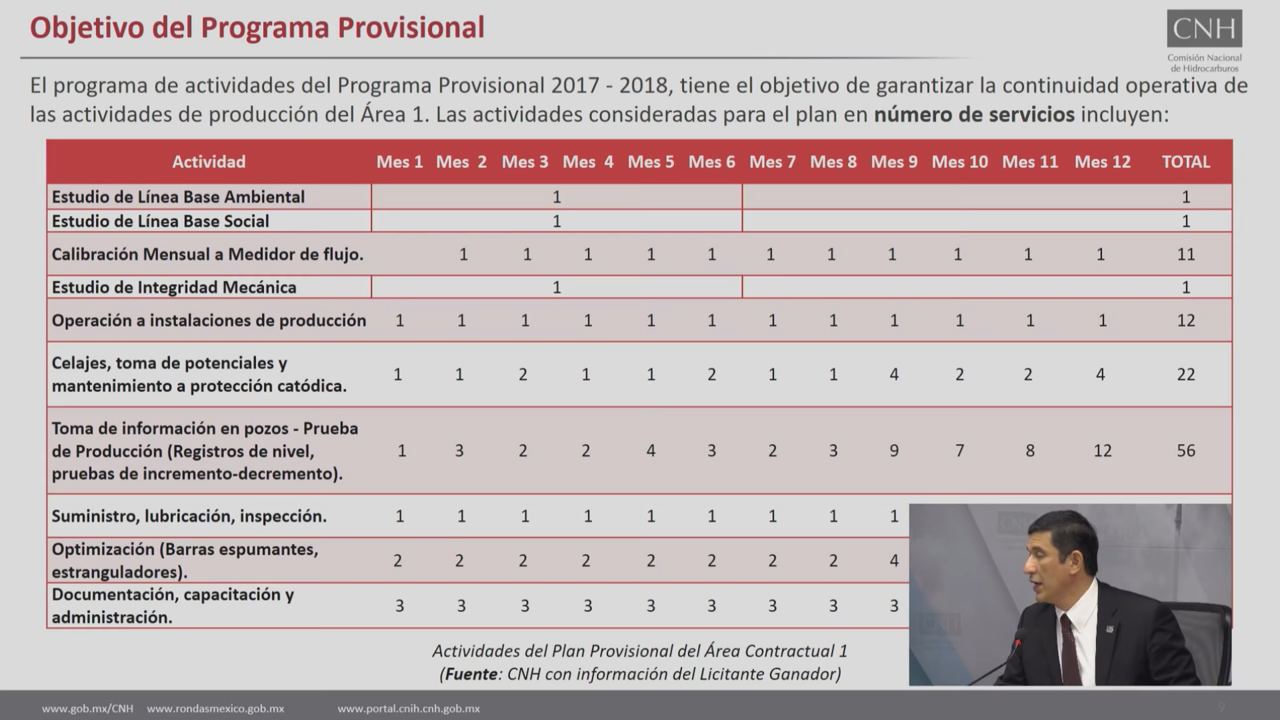 Objetivo del Programa Provisional
CNH
Comisión Nacional
de Hidrocarburos
El programa de actividades del Programa Provisional 2017 - 2018, tiene el objetivo de garantizar la continuidad operativa de
las actividades de producción del Área 1. Las actividades consideradas para el plan en número de servicios incluyen:
Actividad Mes 1 Mes 2 Mes 3 Mes 4 Mes 5 Mes 6 Mes 7 Mes 8 Mes 9 Mes 10 Mes 11 Mes 12 TOTAL
Estudio de Línea Base Ambiental 1 1
Estudio de Línea Base Social 1 1
Calibración Mensual a Medidor de flujo. 1 1 1 1 1 1 1 1 1 1 1 11
Estudio de Integridad Mecánica 1 1
Operación a instalaciones de producción 1 1 1 1 1 1 1 1 1 1 1 1 12
Celajes, toma de potenciales y
mantenimiento a protección catódica. 1 1 2 1 1 2 1 1 4 2 2 4 22
Toma de información en pozos - Prueba
de Producción (Registros de nivel, 1 3 2 2 4 3 2 3 9 7 8 12 56
pruebas de incremento-decremento).
Suministro, lubricación, inspección. 1 1 1 1 1 1 1 1 1
Optimización (Barras espumantes,
estranguladores). 2 2 2 2 2 2 2 2 4
Documentación, capacitación y
administración. 3 3 3 3 3 3 3 3 3
Actividades del Plan Provisional del Área Contractual 1
(Fuente: CNH con información del Licitante Ganador)
www.gob.mx/CNH www.rondasmexico.gob.mx www.portal.cnih.cnh.gob.mx
9